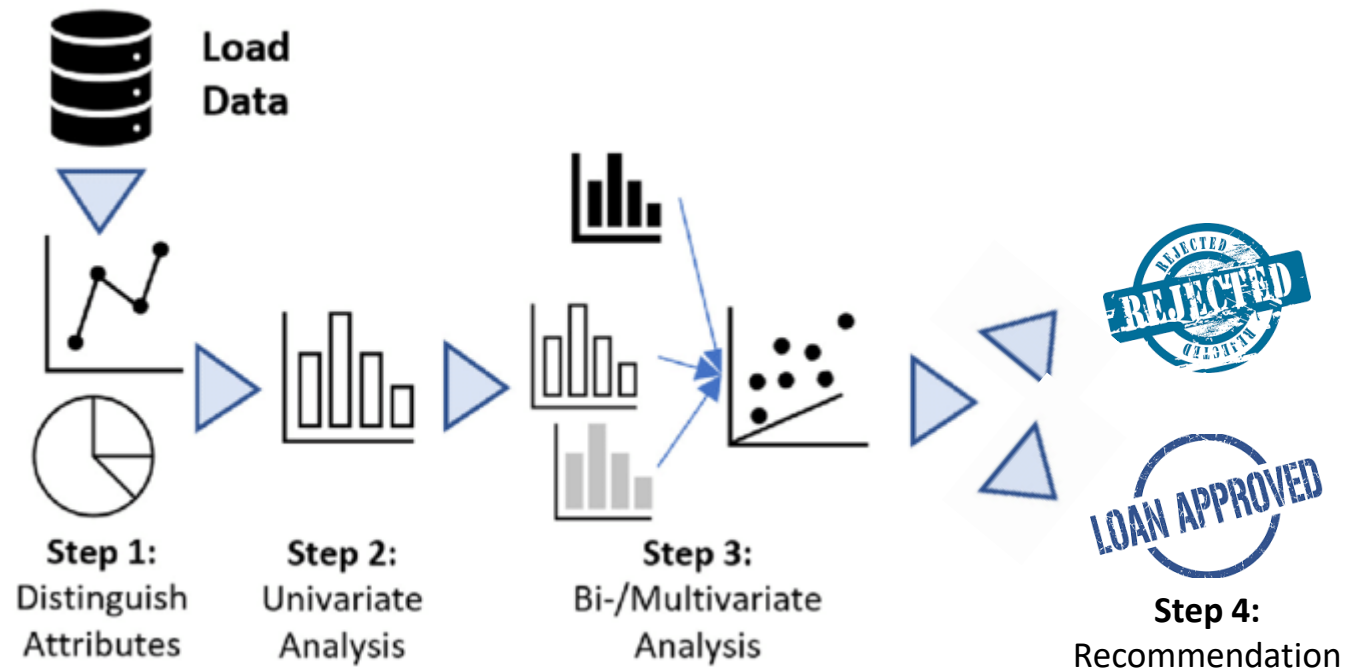 Load
Data
REJECTED
REJECTED
REJECTED
LOAN APPROVED
Step 1:
Distinguish
Attributes
Step 2:
Univariate
Analysis
Step 3:
Bi-/Multivariate
Analysis
Step 4:
Recommendation